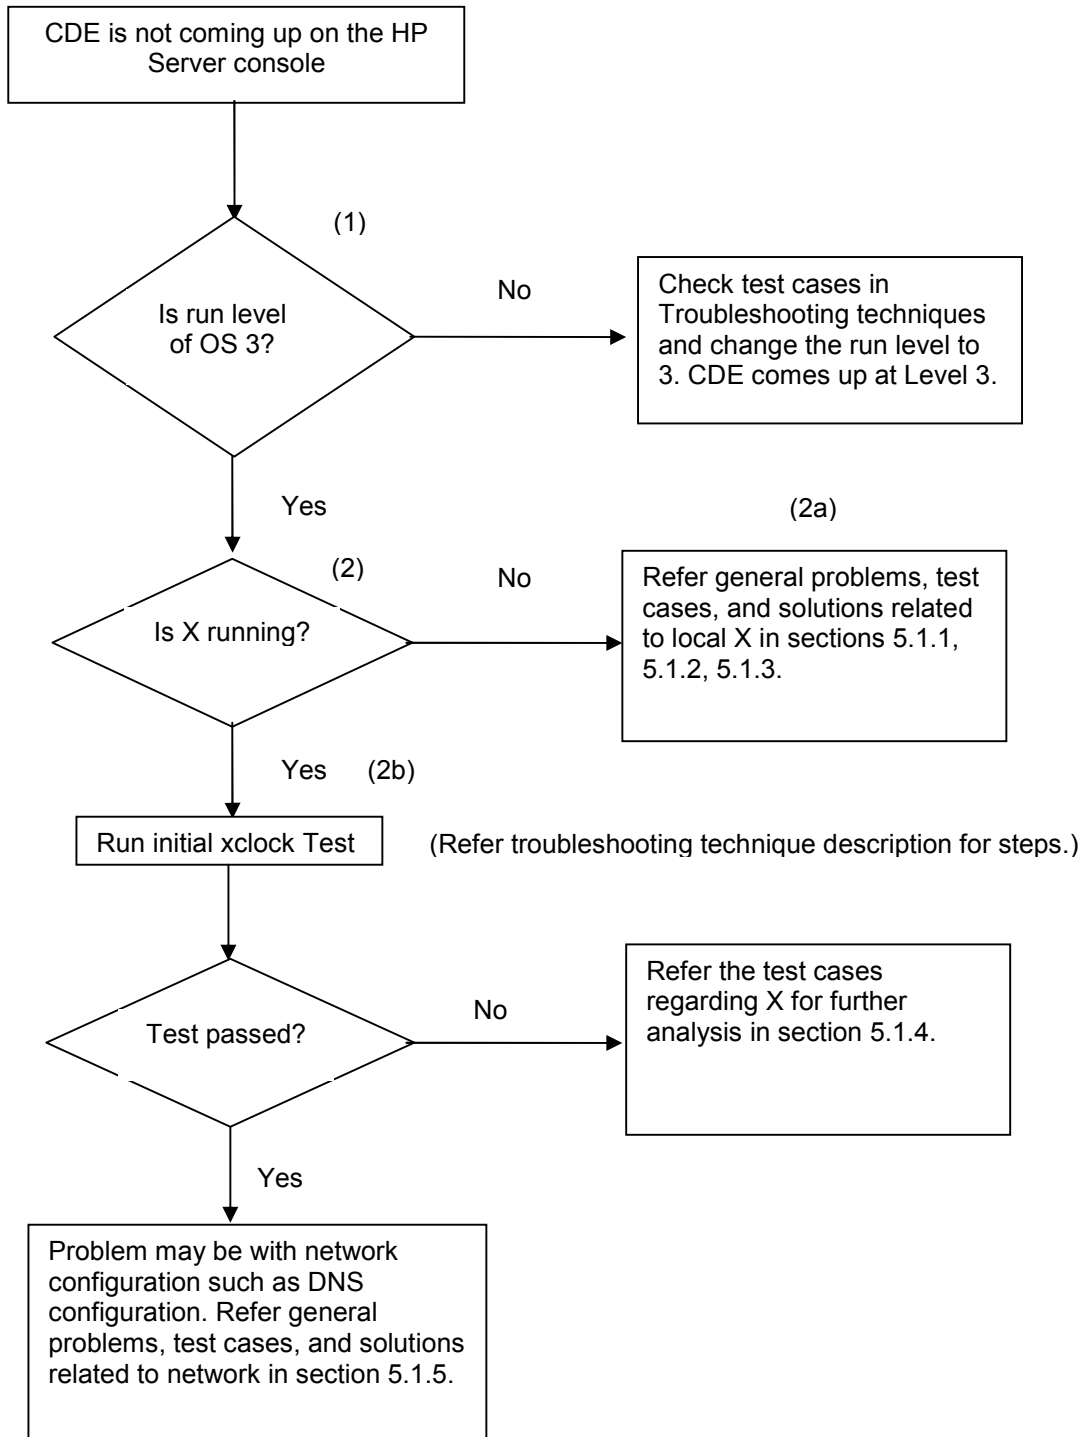 CDE is not coming up on the HP
Server console
(1)
Is run level
of OS 3?
No
Check test cases in
Troubleshooting techniques
and change the run level to
3. CDE comes up at Level 3.
Yes
(2a)
(2)
Is X running?
No
Refer general problems, test
cases, and solutions related
to local X in sections 5.1.1,
5.1.2, 5.1.3.
Yes (2b)
Run initial xclock Test
(Refer troubleshooting technique description for steps.)
Test passed?
No
Refer the test cases
regarding X for further
analysis in section 5.1.4.
Yes
Problem may be with network
configuration such as DNS
configuration. Refer general
problems, test cases, and solutions
related to network in section 5.1.5.